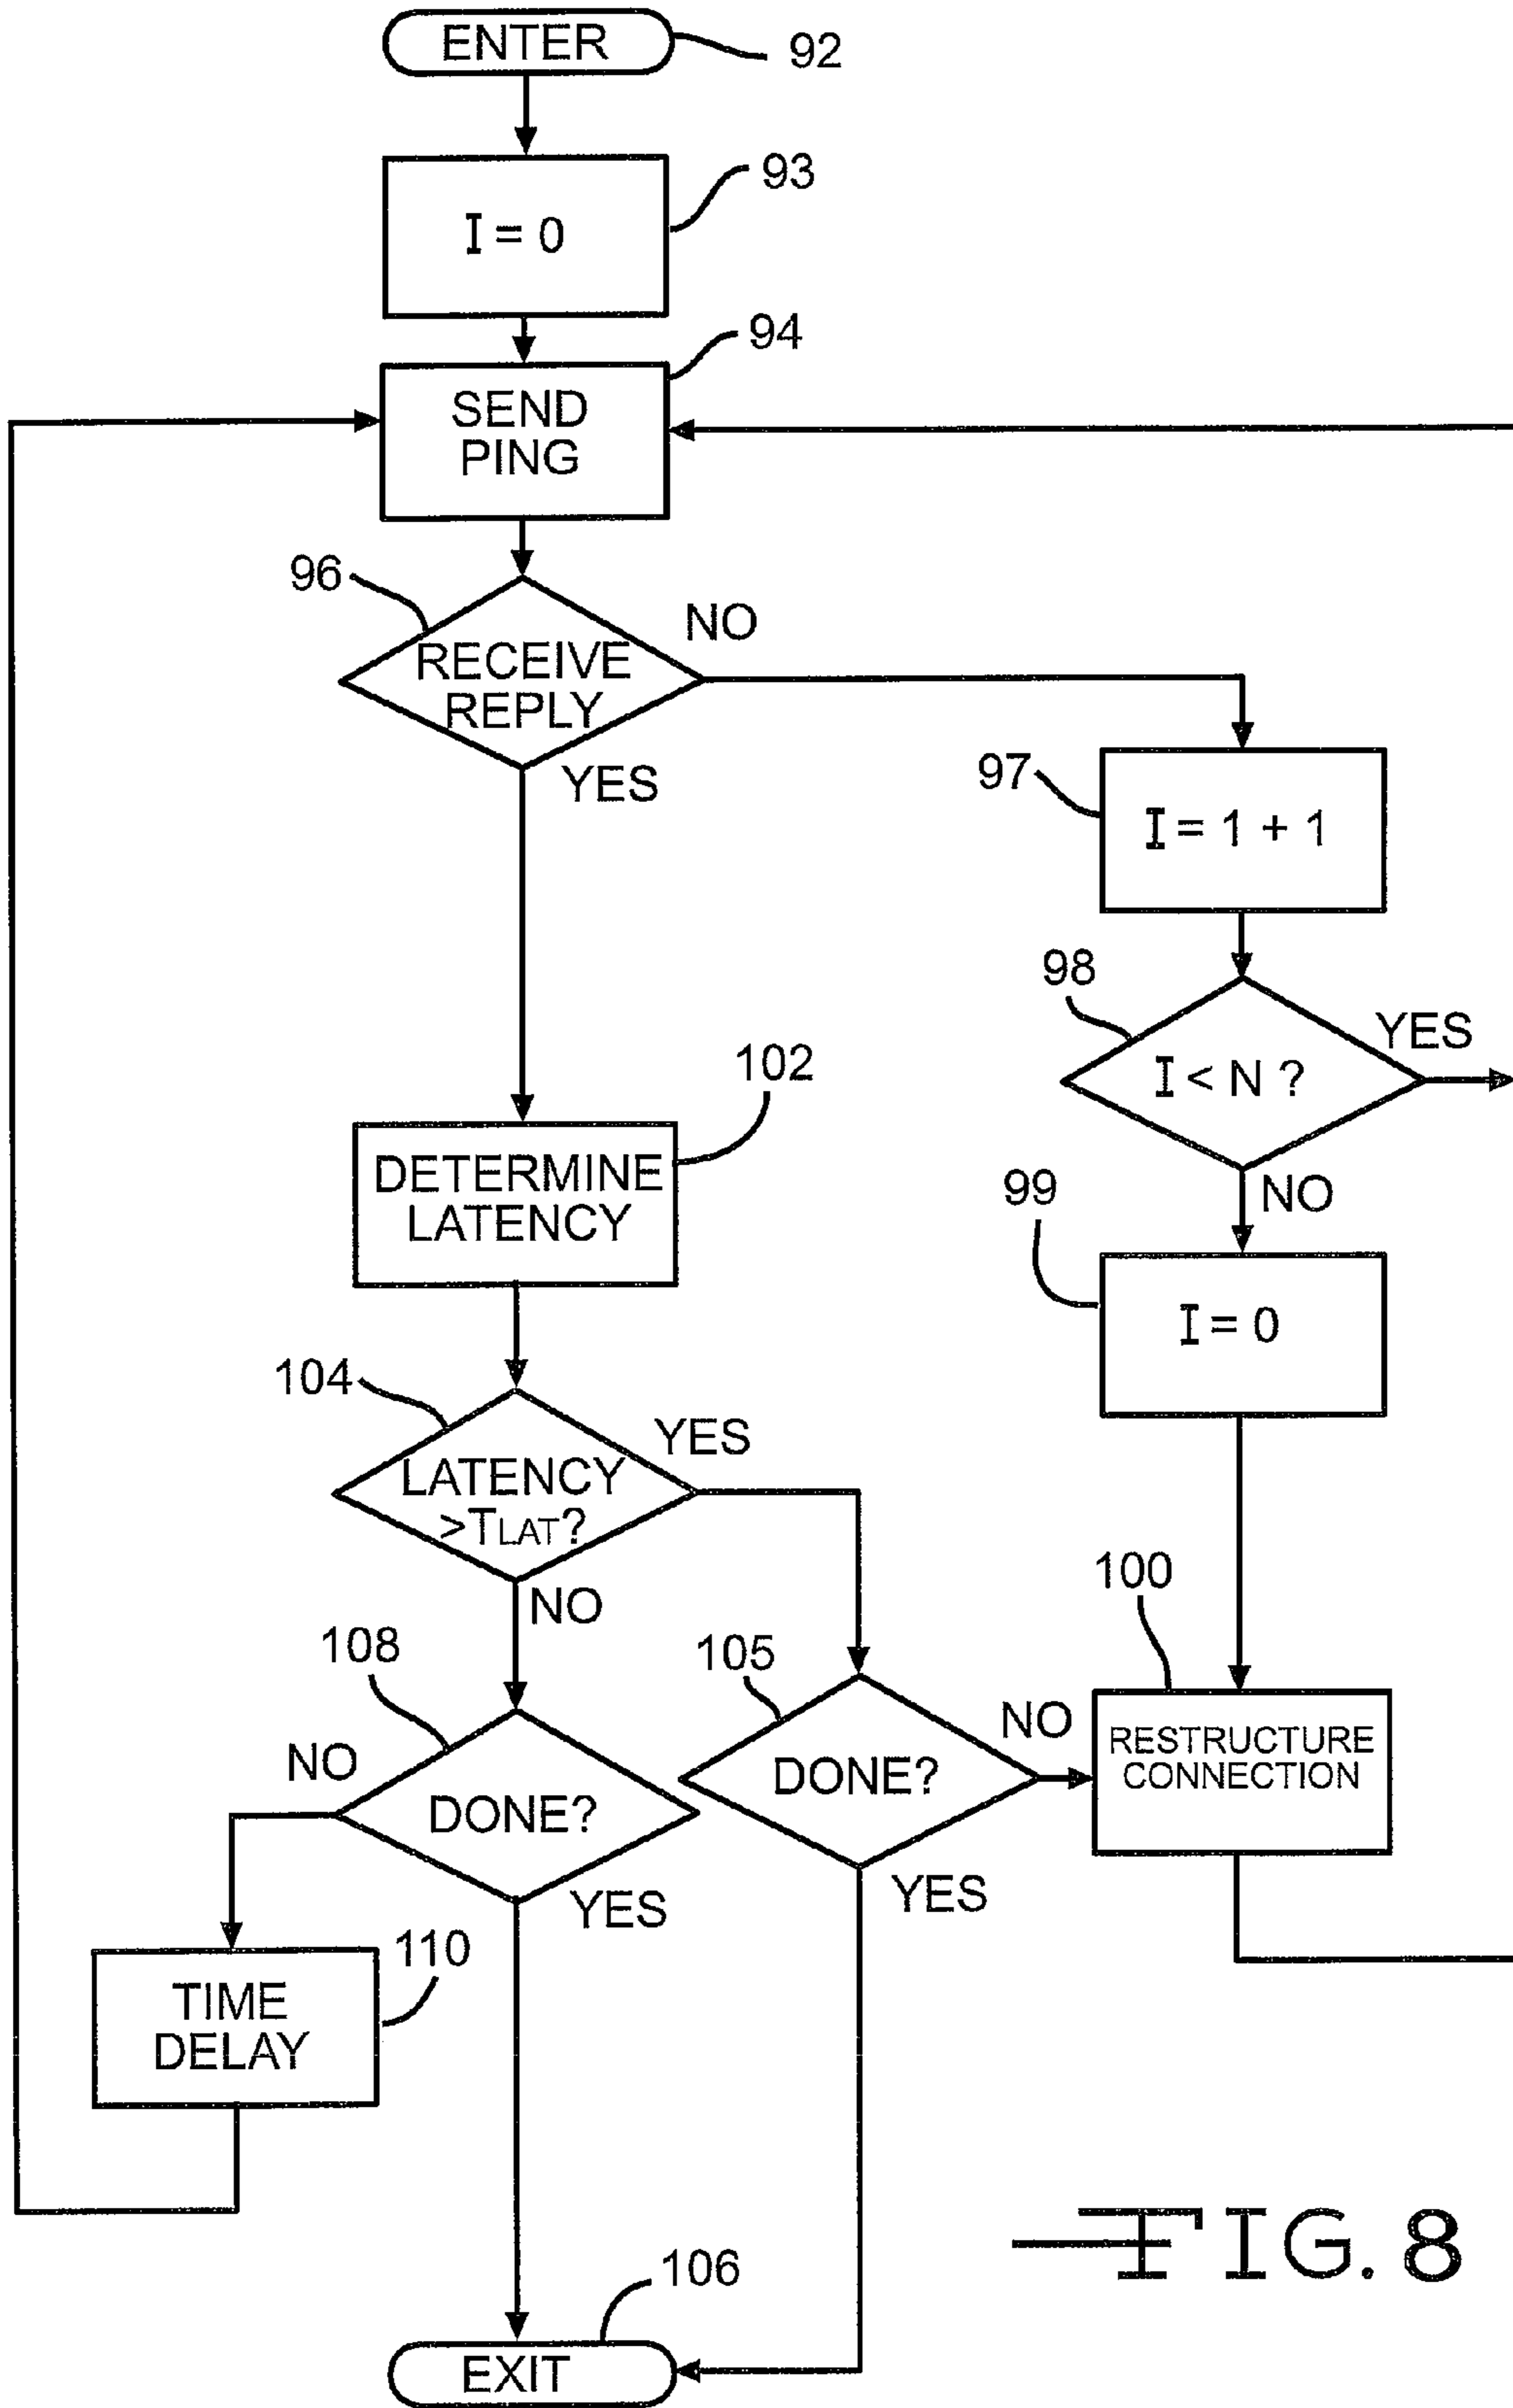 ENTER
92
93
I = 0
94
SEND
PING
96
NO
RECEIVE
REPLY
YES
97
I = 1 + 1
98
YES
I < N ?
102
NO
DETERMINE
LATENCY
99
I = 0
104
YES
LATENCY
>TLAT?
100
NO
108
105
NO
RESTRUCTURE
CONNECTION
NO
DONE?
DONE?
YES
YES
110
TIME
DELAY
FIG. 8
106
EXIT